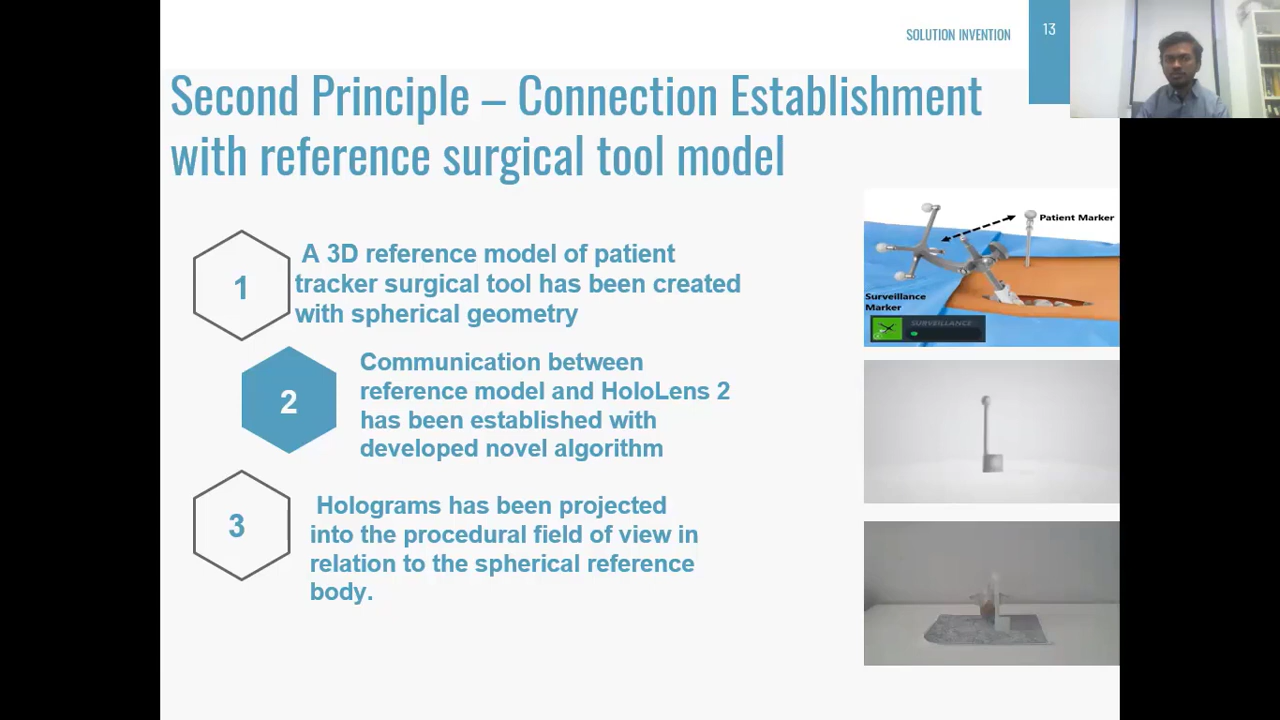 SOLUTION INVENTION
13
Second Principle – Connection Establishment
with reference surgical tool model
1
A 3D reference model of patient
tracker surgical tool has been created
with spherical geometry
2
Communication between
reference model and HoloLens 2
has been established with
developed novel algorithm
3
Holograms has been projected
into the procedural field of view in
relation to the spherical reference
body.
Patient Marker
Surveillance
Marker
SURVEILLANCE